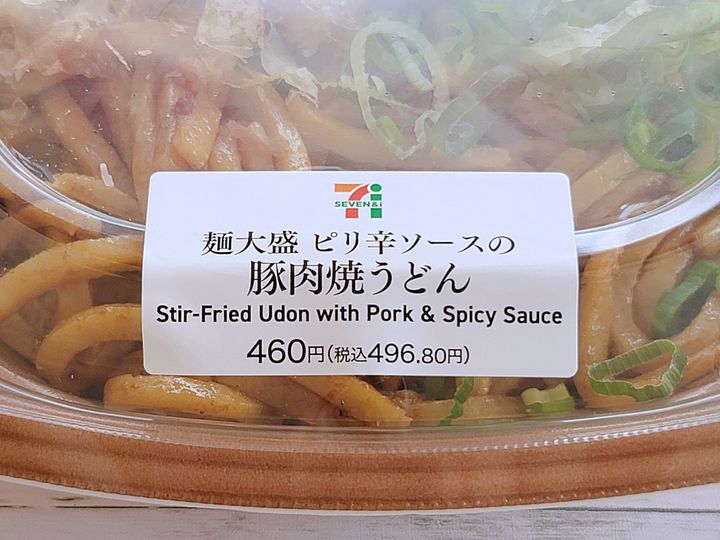 SEVEN&i
麺大盛 ピリ辛ソースの
豚肉焼うどん
Stir-Fried Udon with Pork & Spicy Sauce
460円(税込496.80円)